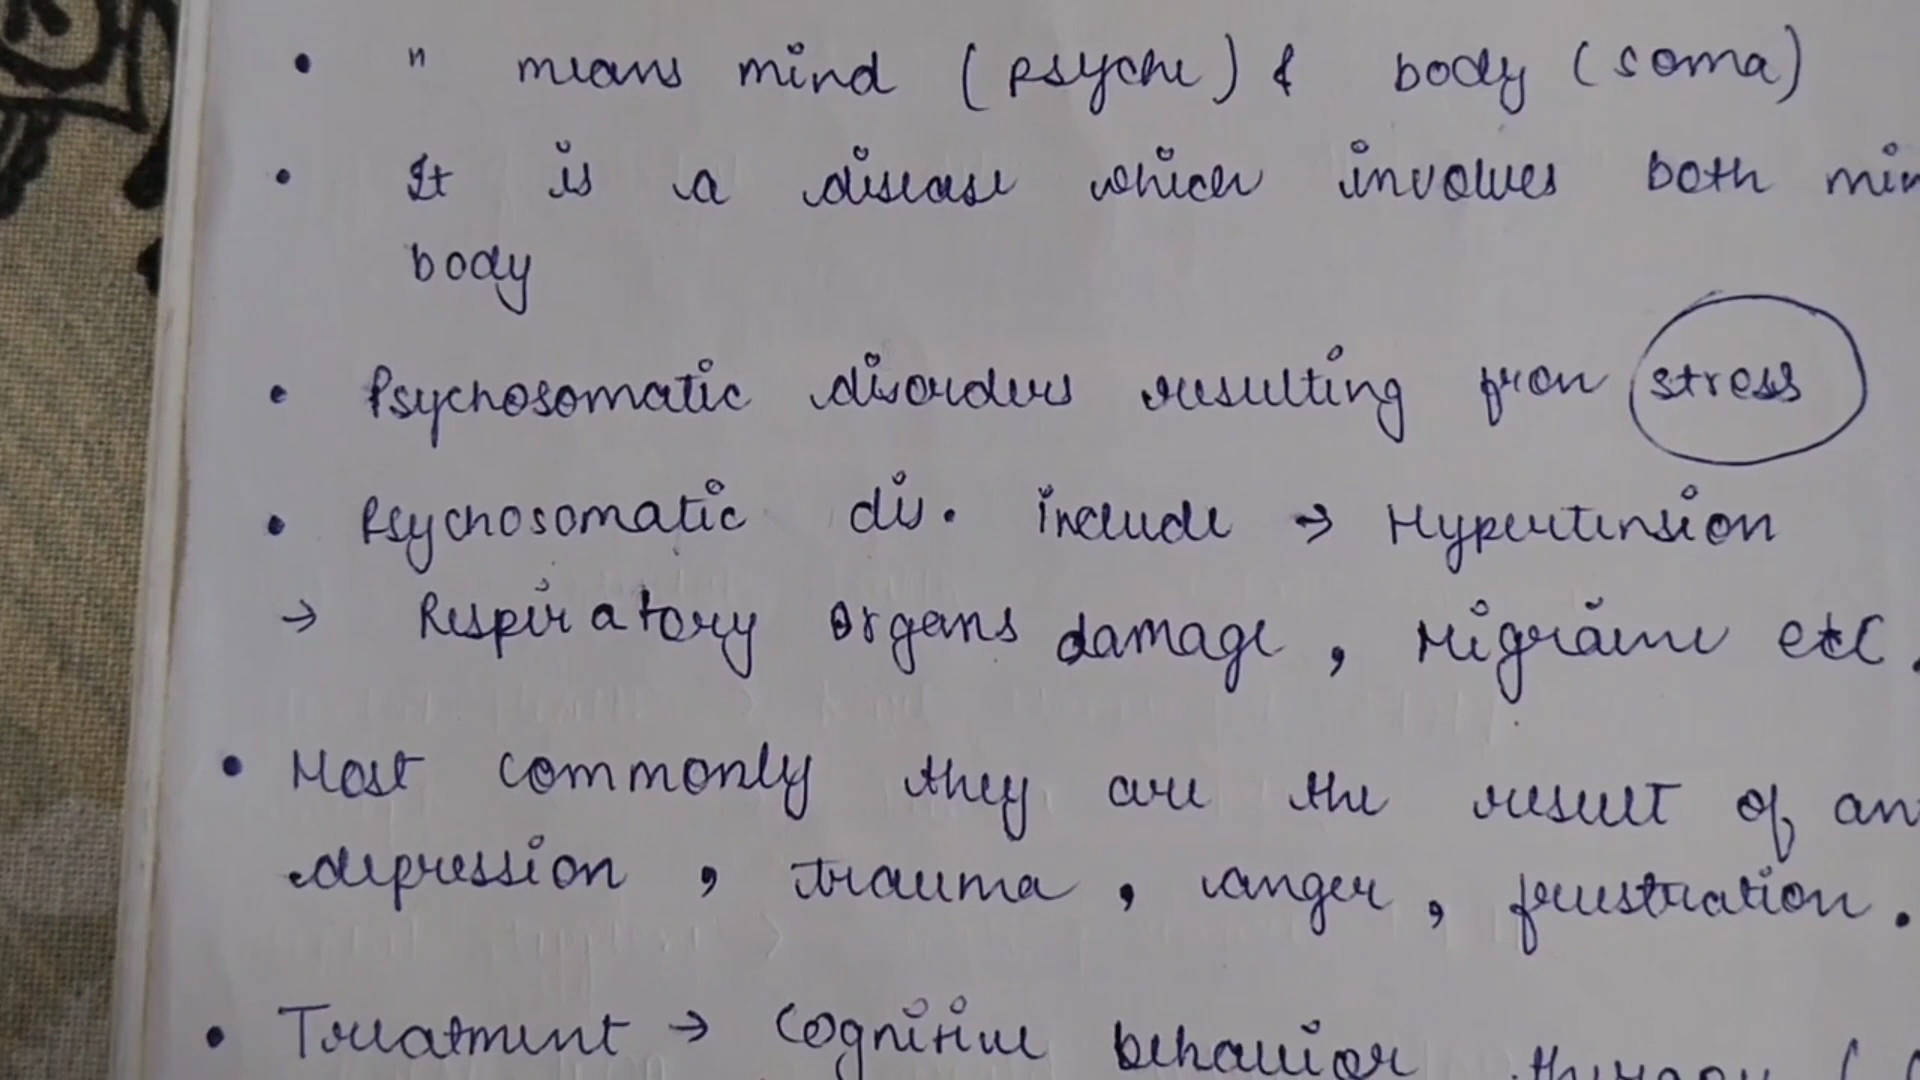 • " means mind (psyche) & body (soma)
• It is a disease which involves both
body
• Psychosomatic disorders resulting from stress
• Psychosomatic dis. include → Hypertension
→ Respiratory organs damage, Migraine etc.
• Most commonly they are the result of
depression, trauma, anger, frustration.
• Treatment → Cognitive behavior therapy (